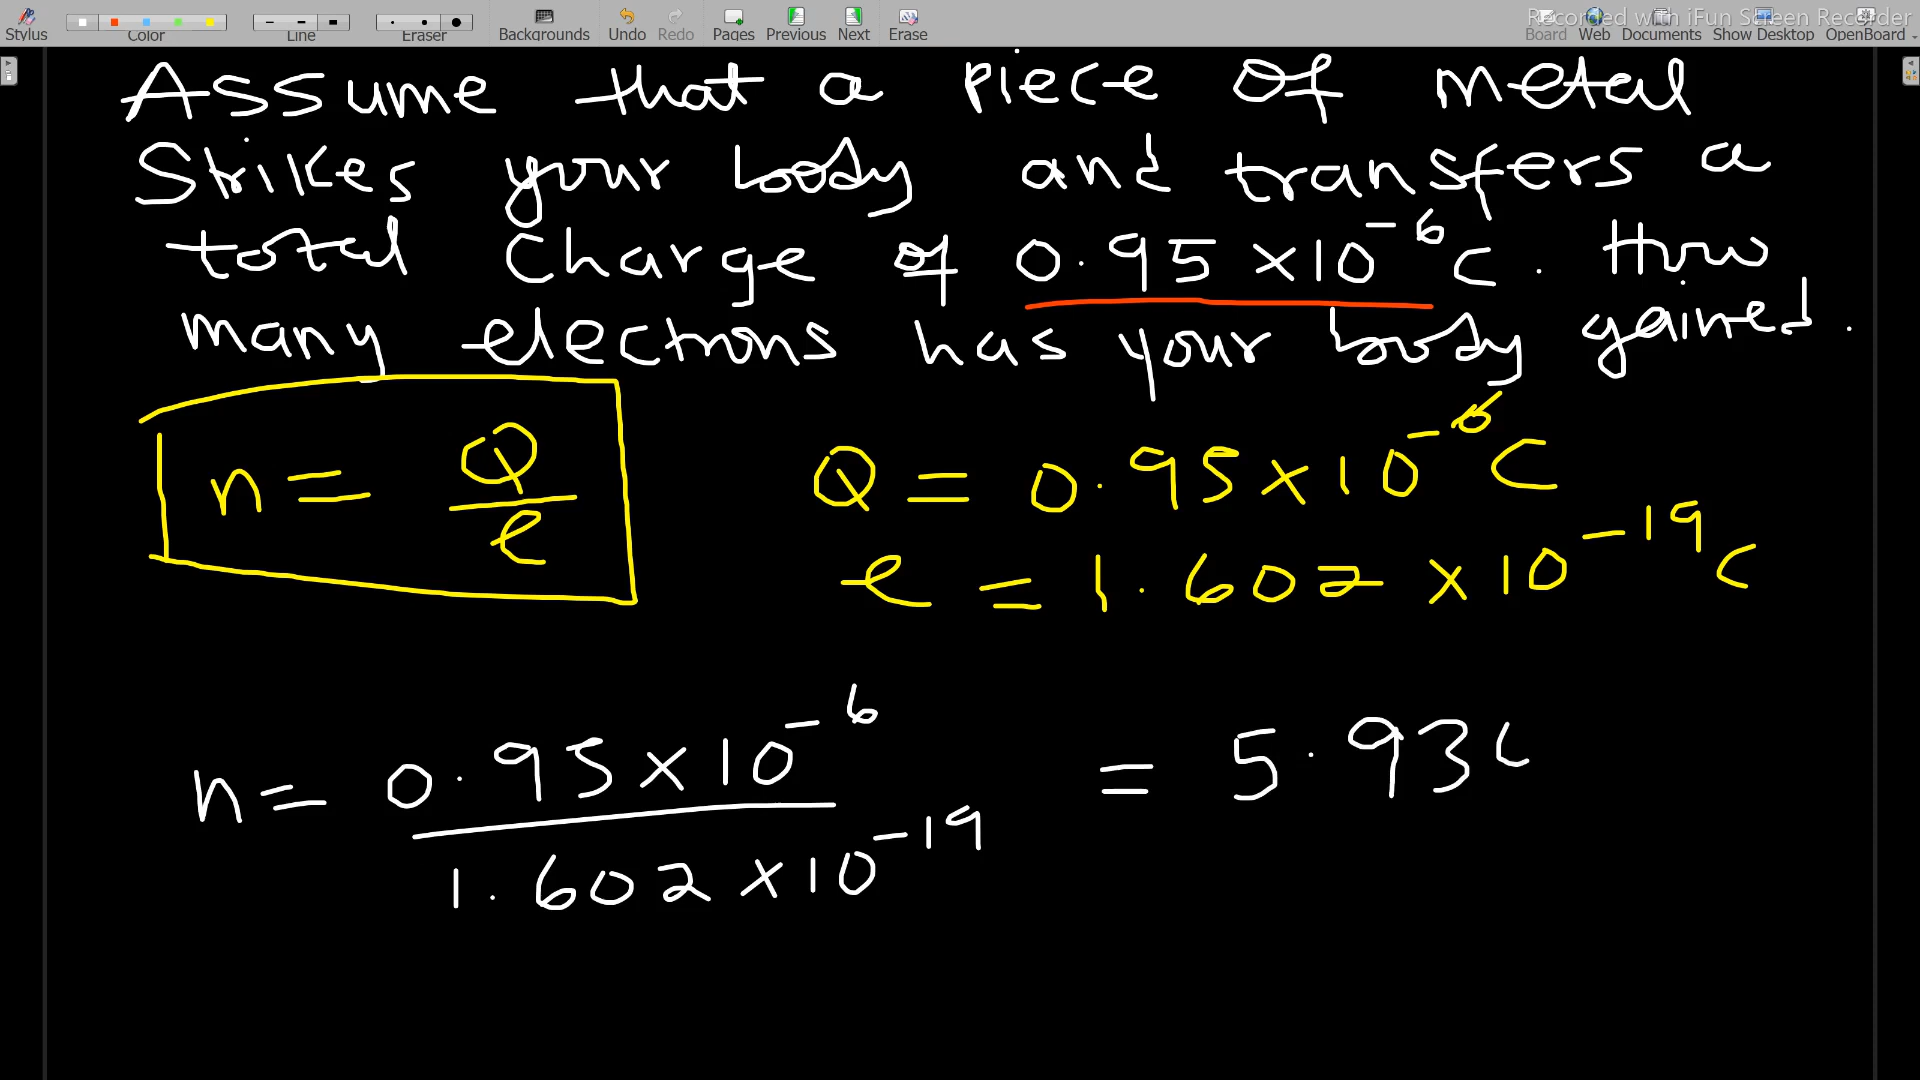 Recorded with iFun Screen Recorder
Stylus Color Line Eraser Backgrounds Undo Redo Pages Previous Next Erase Board Web Documents Show Desktop OpenBoard
Assume that a piece of metal
Strikes your body and transfers a
total Charge of 0.95 ×10⁻⁶ C. How
many electrons has your body gained.
n = Q/e
Q = 0.95 ×10⁻⁶ C
e = 1.602 ×10⁻¹⁹ C
n = 0.95 ×10⁻⁶ / 1.602 ×10⁻¹⁹ = 5.93